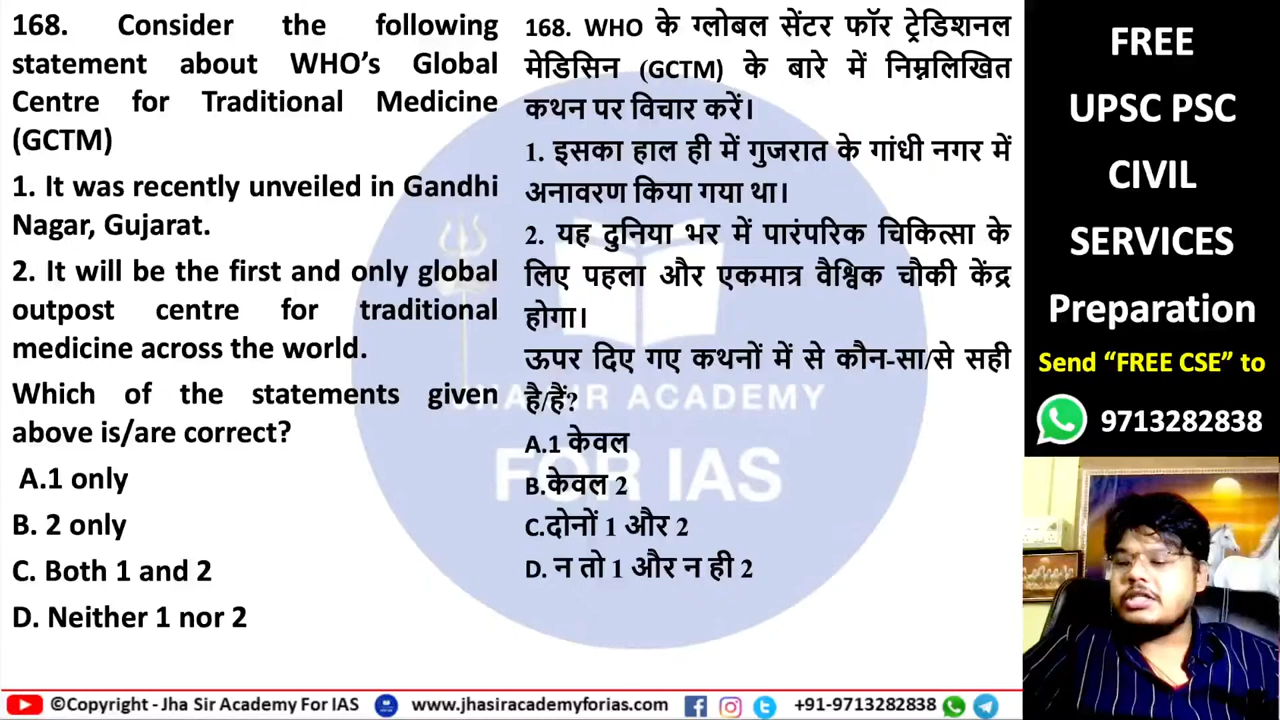 168. Consider the following
statement about WHO's Global
Centre for Traditional Medicine
(GCTM)
1. It was recently unveiled in Gandhi
Nagar, Gujarat.
2. It will be the first and only global
outpost centre for traditional
medicine across the world.
Which of the statements given
above is/are correct?
A.1 only
B. 2 only
C. Both 1 and 2
D. Neither 1 nor 2
168. WHO के ग्लोबल सेंटर फॉर ट्रेडिशनल
मेडिसिन (GCTM) के बारे में निम्नलिखित
कथन पर विचार करें।
1. इसका हाल ही में गुजरात के गांधी नगर में
अनावरण किया गया था।
2. यह दुनिया भर में पारंपरिक चिकित्सा के
लिए पहला और एकमात्र वैश्विक चौकी केंद्र
होगा।
ऊपर दिए गए कथनों में से कौन-सा/से सही
है/हैं?
A.1 केवल
B.केवल 2
C.दोनों 1 और 2
D. न तो 1 और न ही 2
JHA SIR ACADEMY
FOR IAS
FREE
UPSC PSC
CIVIL
SERVICES
Preparation
Send “FREE CSE” to
9713282838
©Copyright - Jha Sir Academy For IAS
www.jhasiracademyforias.com
+91-9713282838